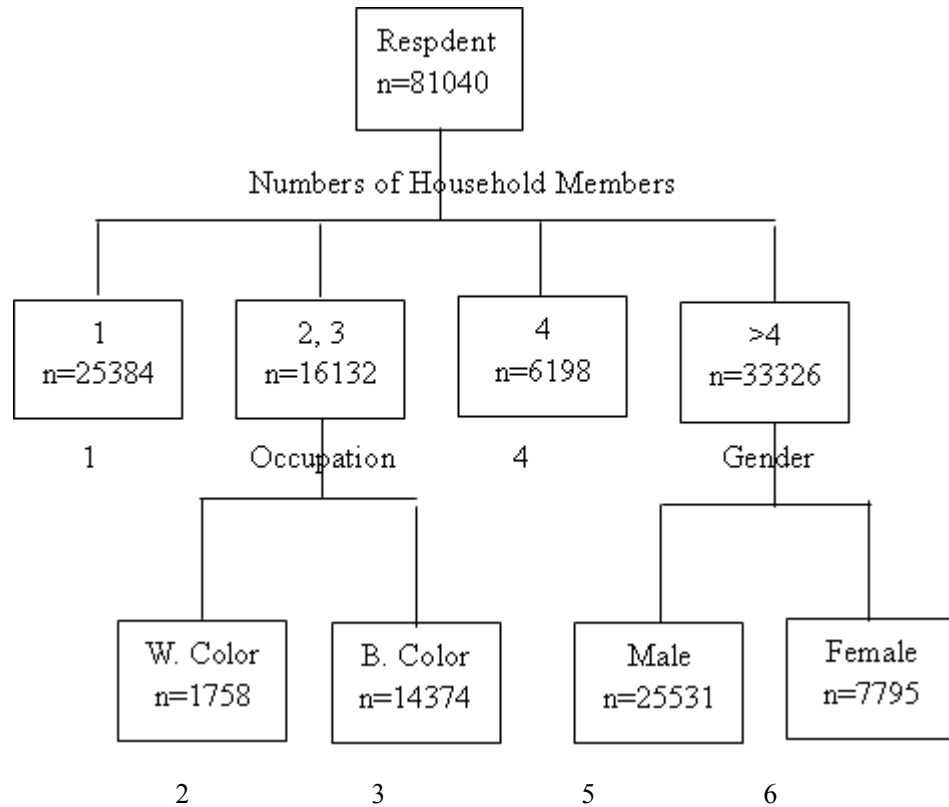 Respdent
n=81040
Numbers of Household Members
1
n=25384
2, 3
n=16132
4
n=6198
>4
n=33326
1
Occupation
4
Gender
W. Color
n=1758
B. Color
n=14374
Male
n=25531
Female
n=7795
2
3
5
6